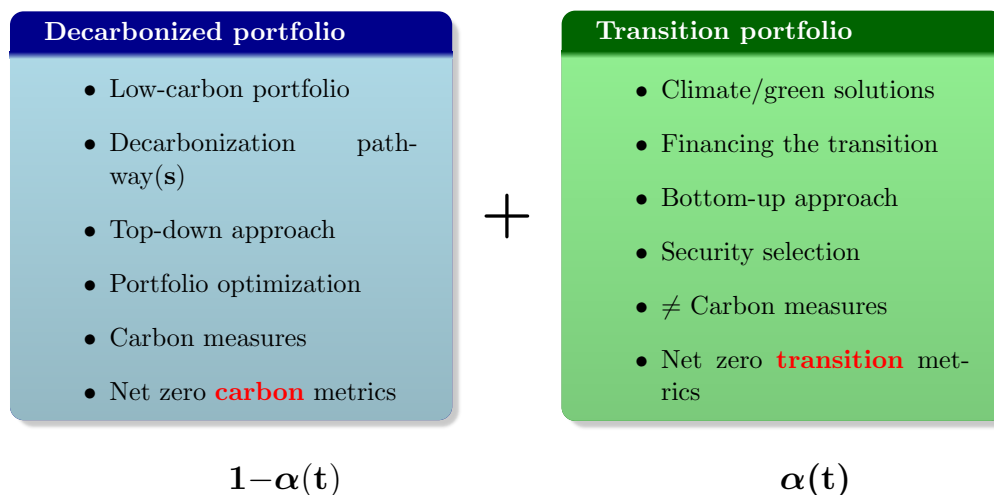 Decarbonized portfolio
• Low-carbon portfolio
• Decarbonization path-
way(s)
• Top-down approach
• Portfolio optimization
• Carbon measures
• Net zero carbon metrics
+
Transition portfolio
• Climate/green solutions
• Financing the transition
• Bottom-up approach
• Security selection
• ≠ Carbon measures
• Net zero transition met-
rics
1−α(t)
α(t)